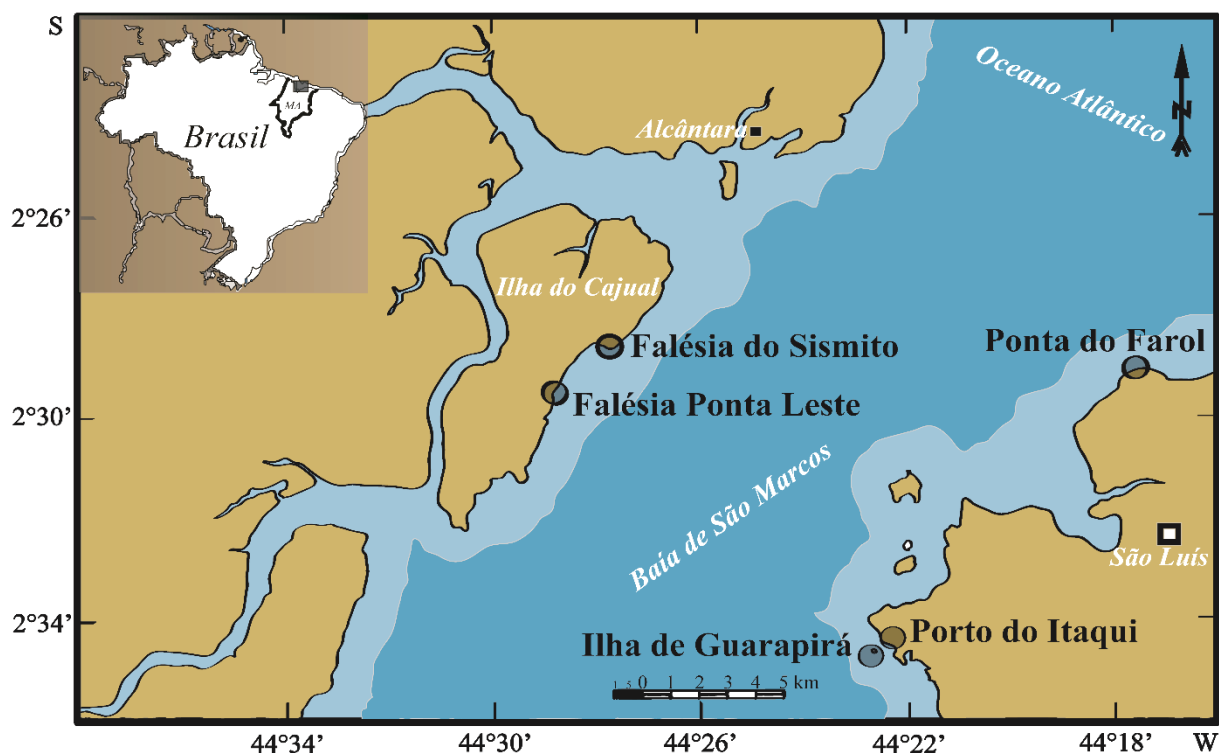 S
MA
Brasil
Oceano Atlântico
N
Alcântara
2°26’
Ilha do Cajual
Falésia do Sismito
Ponta do Farol
Falésia Ponta Leste
2°30’
Baía de São Marcos
São Luís
2°34’
Porto do Itaqui
Ilha de Guarapirá
1 .5 0 1 2 3 4 5 km
44°34’ 44°30’ 44°26’ 44°22’ 44°18’ W